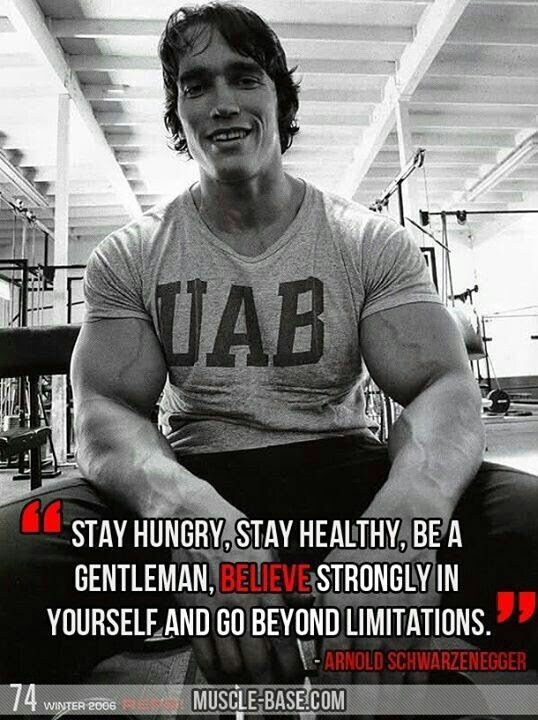 UAB
“ STAY HUNGRY, STAY HEALTHY, BE A
GENTLEMAN, BELIEVE STRONGLY IN
YOURSELF AND GO BEYOND LIMITATIONS. ”
- ARNOLD SCHWARZENEGGER
74 WINTER 2006 MUSCLE-BASE.COM